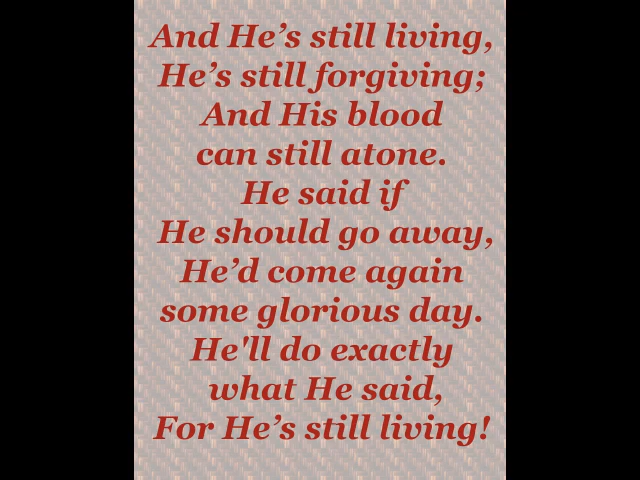 And He’s still living,
He’s still forgiving;
And His blood
can still atone.
He said if
He should go away,
He’d come again
some glorious day.
He'll do exactly
what He said,
For He’s still living!